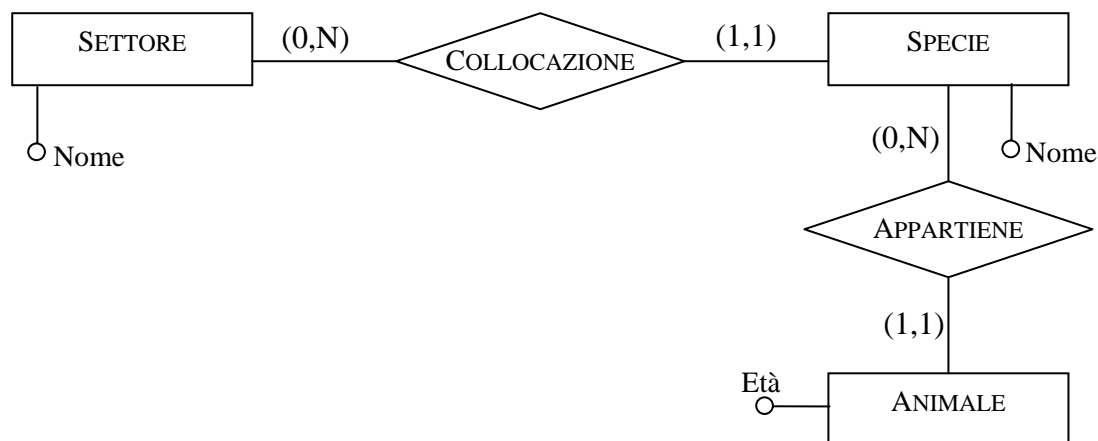 SETTORE
(0,N)
COLLOCAZIONE
(1,1)
SPECIE
Nome
(0,N)
Nome
APPARTIENE
(1,1)
Età
ANIMALE